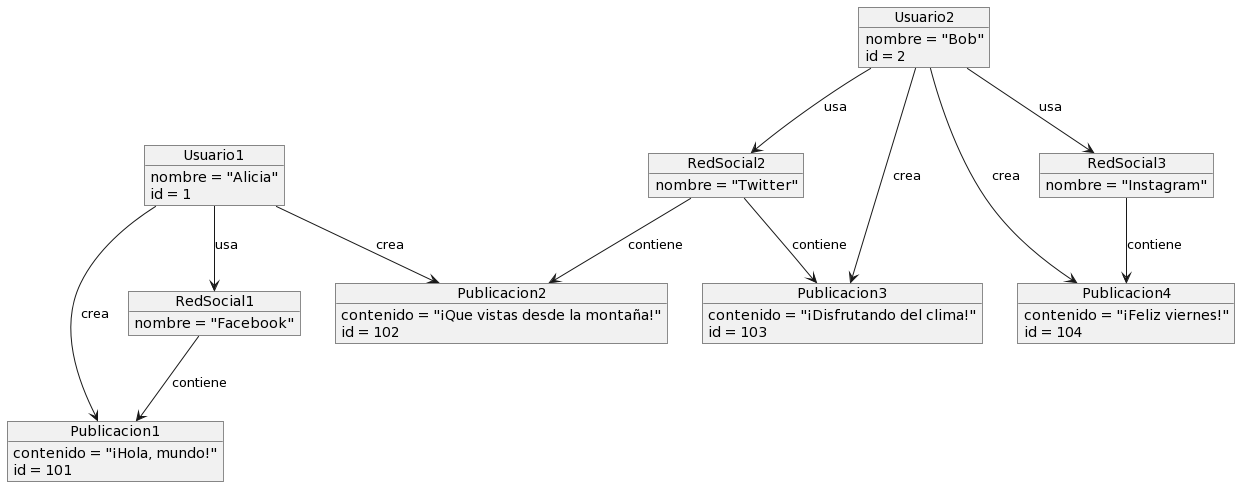 Usuario2
nombre = "Bob"
id = 2
usa
usa
Usuario1
nombre = "Alicia"
id = 1
RedSocial2
nombre = "Twitter"
RedSocial3
nombre = "Instagram"
crea
crea
usa
crea
contiene
contiene
contiene
RedSocial1
nombre = "Facebook"
Publicacion2
contenido = "¡Que vistas desde la montaña!"
id = 102
Publicacion3
contenido = "¡Disfrutando del clima!"
id = 103
Publicacion4
contenido = "¡Feliz viernes!"
id = 104
crea
contiene
Publicacion1
contenido = "¡Hola, mundo!"
id = 101